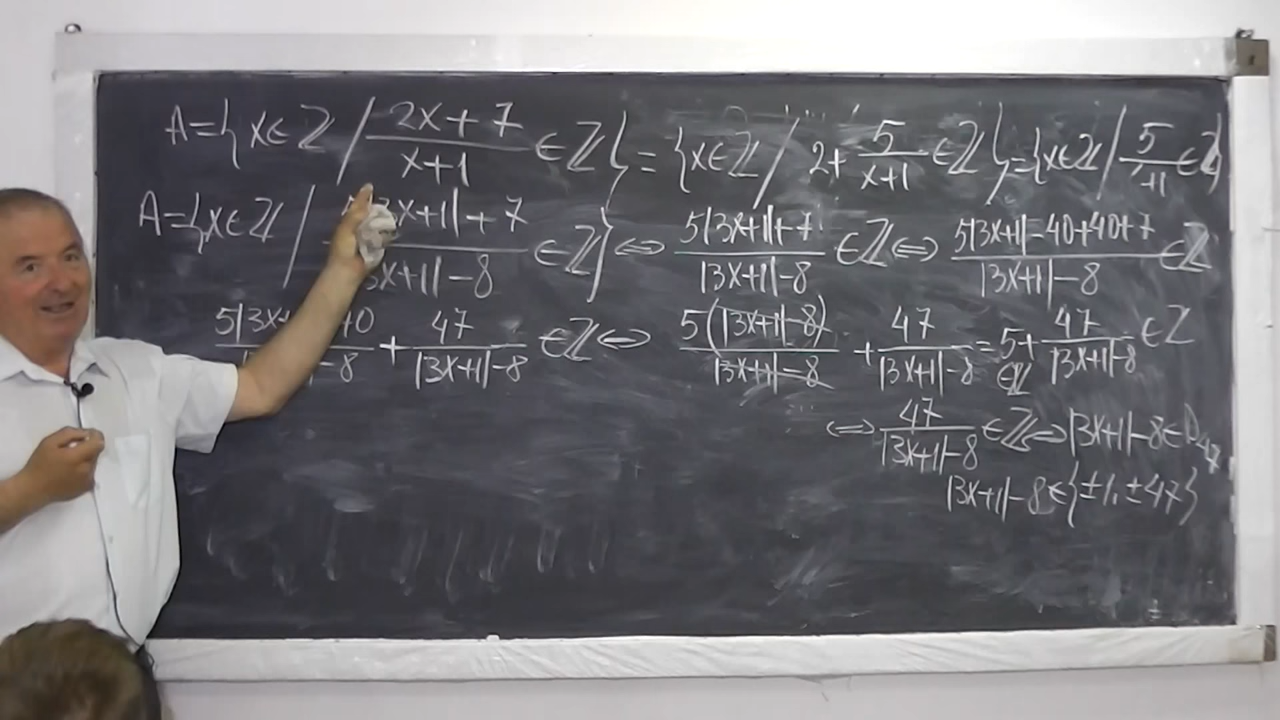 A={x∈ℤ / (2x+7)/(x+1) ∈ℤ} = {x∈ℤ / 2+ 5/(x+1) ∈ℤ}={x∈ℤ / 5/(+1) ∈ℤ}
A={x∈ℤ / (5|3x+1|+7)/(3x+1|-8) ∈ℤ} ⇔ (5|3x+1|+7)/(|3x+1|-8) ∈ℤ ⇔ (5|3x+1|-40+40+7)/(|3x+1|-8) ∈ℤ
(5|3x 40)/(-8) + 47/(|3x+1|-8) ∈ℤ ⇔ 5(|3x+1|-8)/(|3x+1|-8) + 47/(|3x+1|-8) = 5 ∈ℤ + 47/(|3x+1|-8) ∈ℤ
⇔ 47/(|3x+1|-8) ∈ℤ ⇔ |3x+1|-8∈D₄₇
|3x+1|-8∈{±1, ±47}